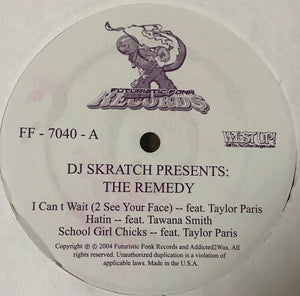 FUTURISTIC FONK
RECORDS
FF - 7040 - A
WESTUP!
DJ SKRATCH PRESENTS:
THE REMEDY
I Can t Wait (2 See Your Face) -- feat. Taylor Paris
Hatin -- feat. Tawana Smith
School Girl Chicks -- feat. Taylor Paris
Copyright ℗ © 2004 Futuristic Fonk Records and Addicted2Wax. All
rights reserved. Unauthorized duplication is a violation of
applicable laws. Made in the U.S.A.